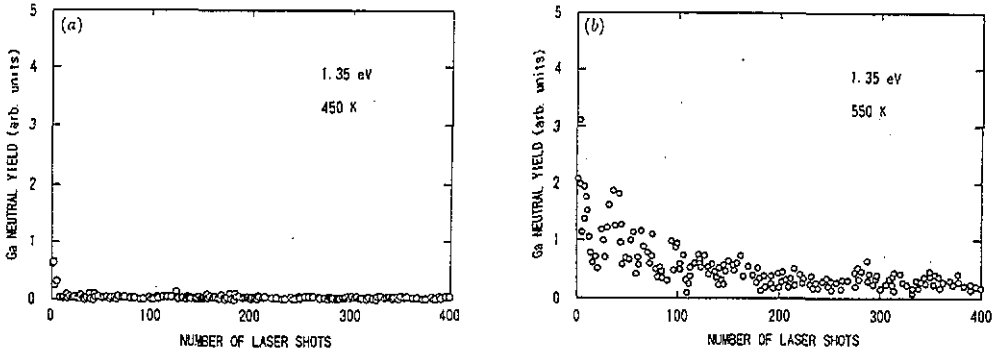 (a)
5
4
3
2
1
0
Ga NEUTRAL YIELD (arb. units)
1.35 eV
450 K
0
100
200
300
400
NUMBER OF LASER SHOTS
(b)
5
4
3
2
1
0
Ga NEUTRAL YIELD (arb. units)
1.35 eV
550 K
0
100
200
300
400
NUMBER OF LASER SHOTS